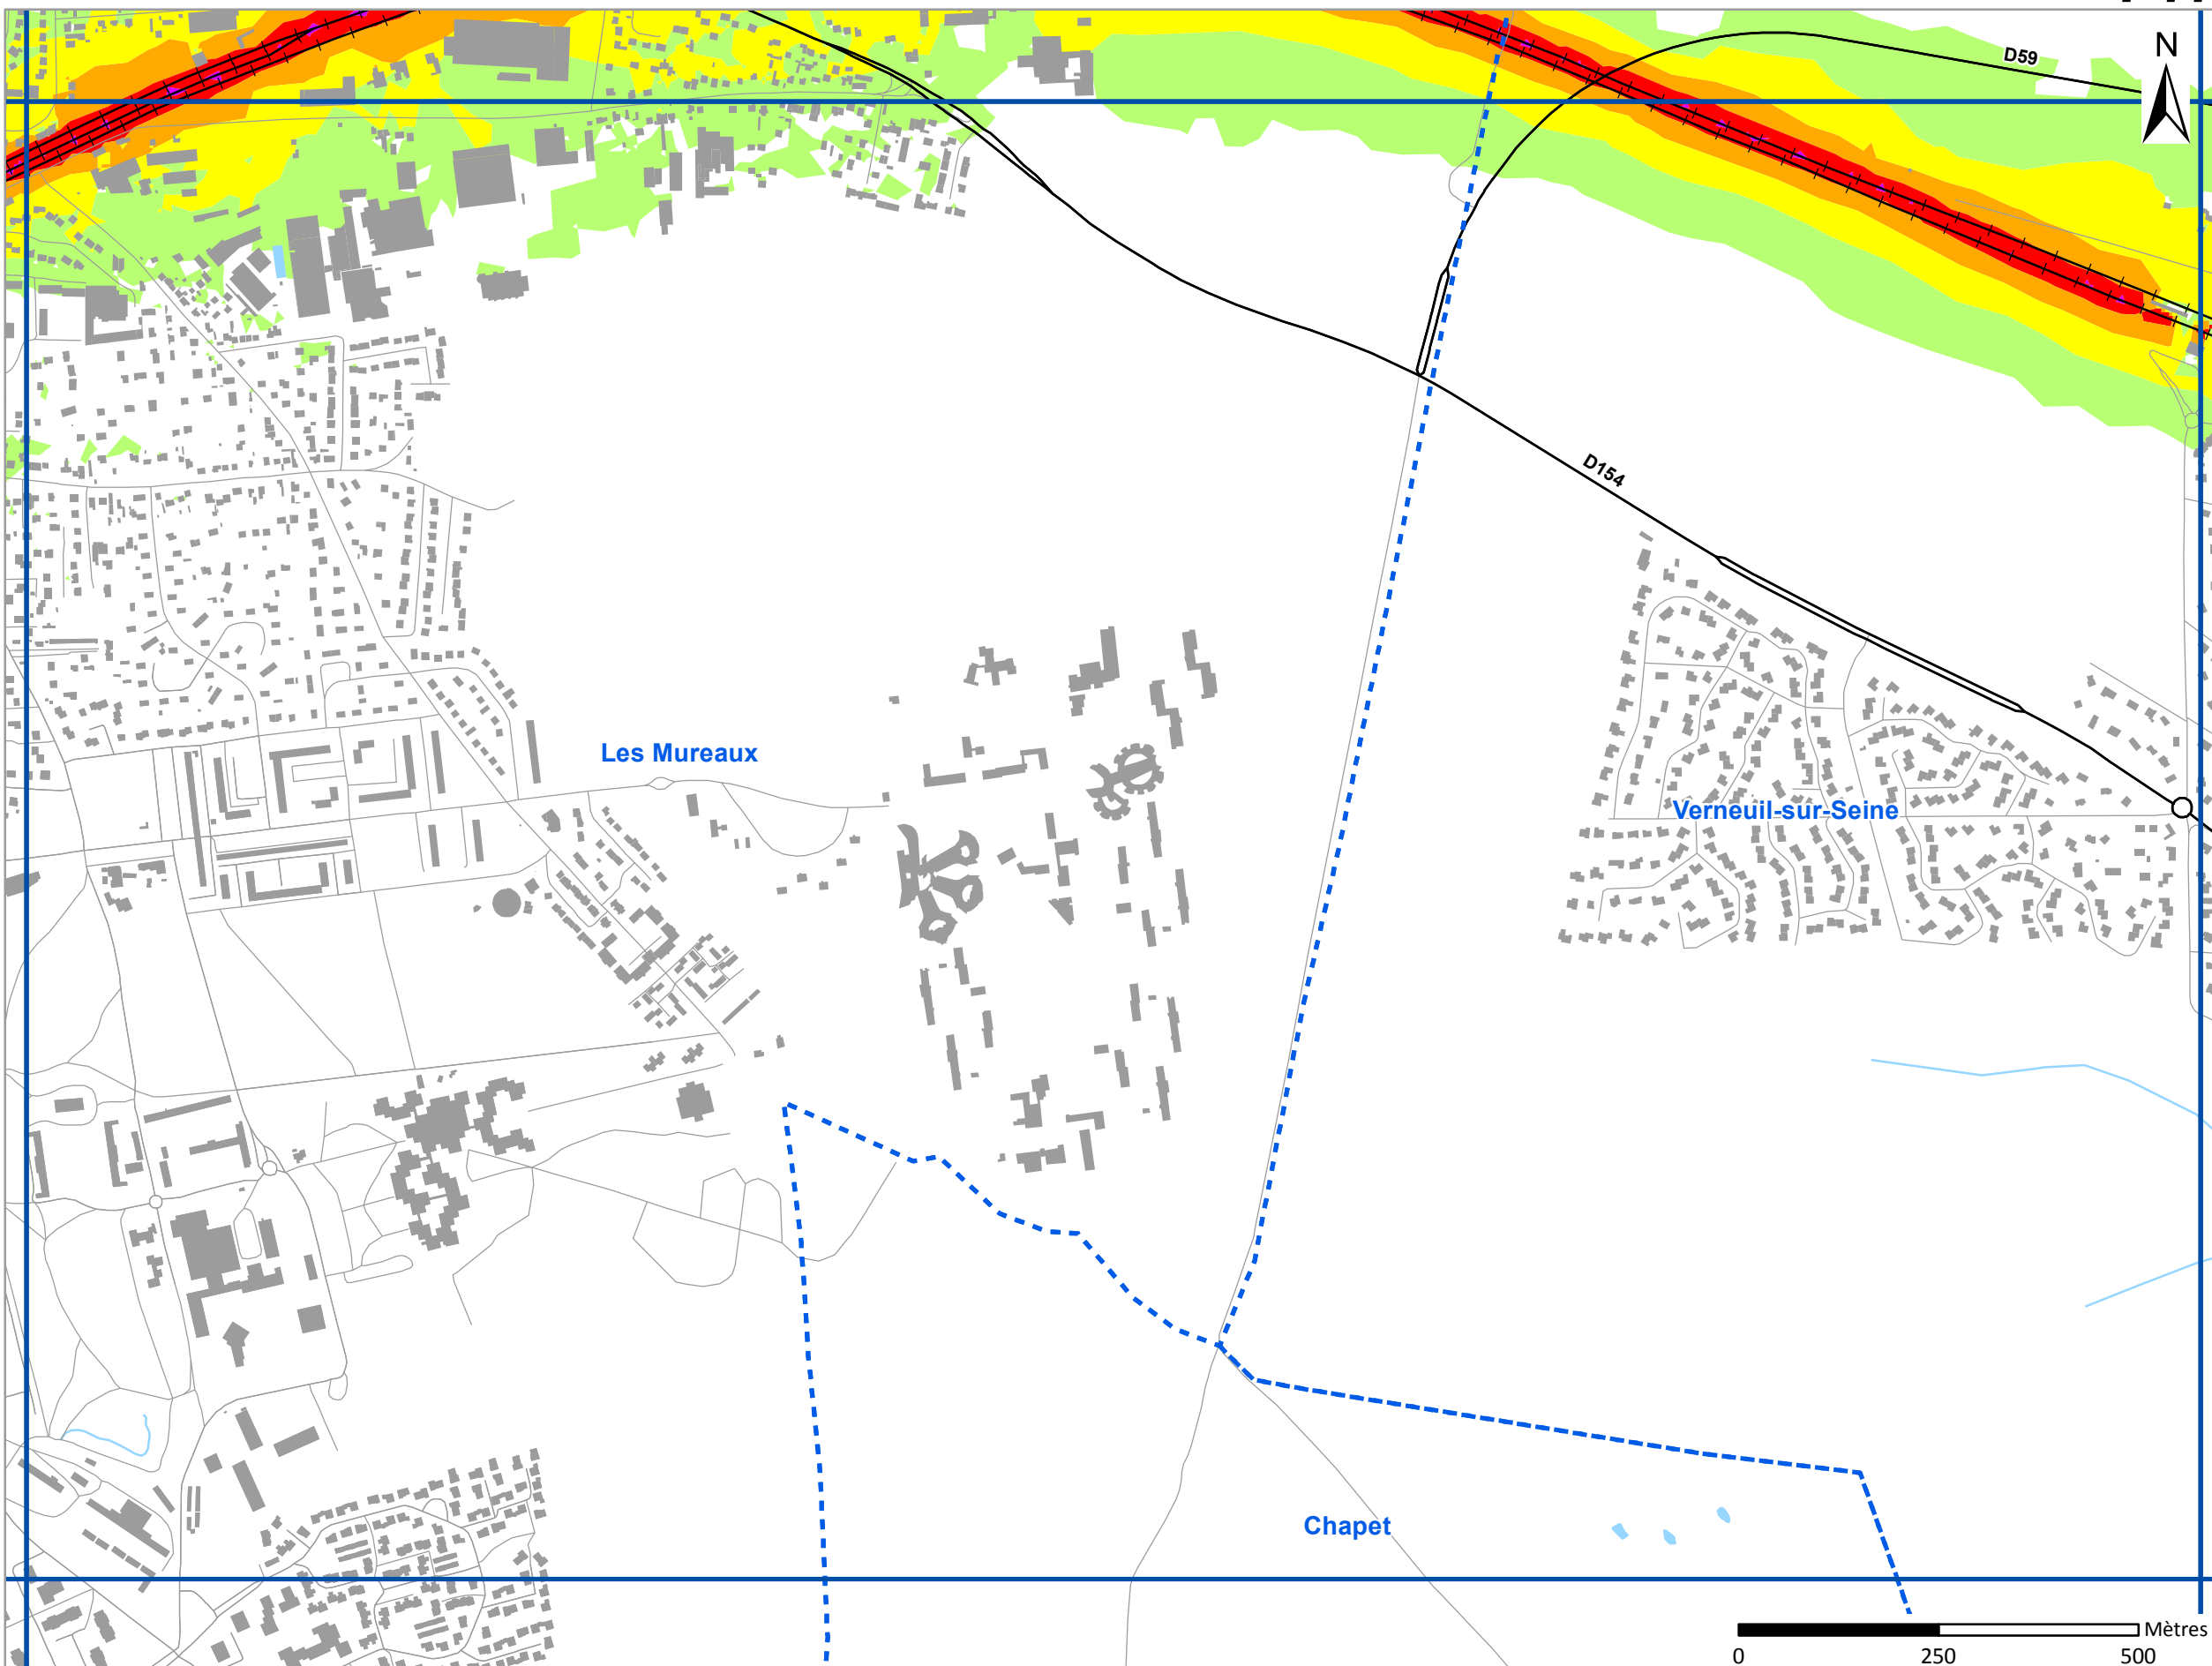 N
D59
D154
Les Mureaux
Verneuil-sur-Seine
Chapet
Mètres
0 250 500